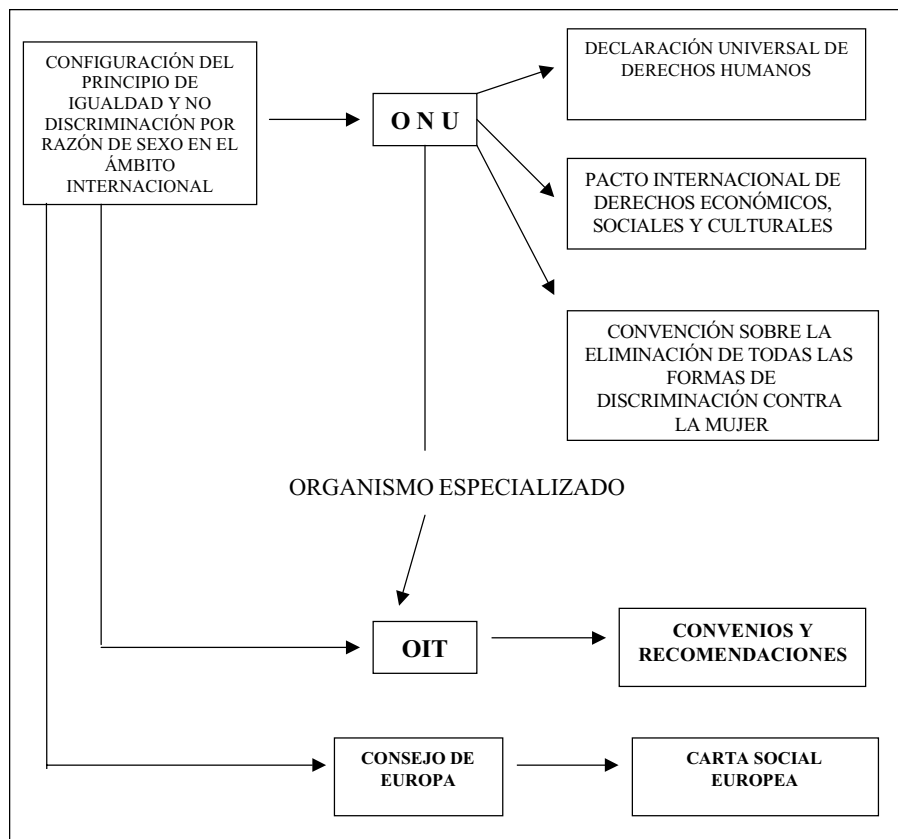 CONFIGURACIÓN DEL
PRINCIPIO DE
IGUALDAD Y NO
DISCRIMINACIÓN POR
RAZÓN DE SEXO EN EL
ÁMBITO
INTERNACIONAL
O N U
DECLARACIÓN UNIVERSAL DE
DERECHOS HUMANOS
PACTO INTERNACIONAL DE
DERECHOS ECONÓMICOS,
SOCIALES Y CULTURALES
CONVENCIÓN SOBRE LA
ELIMINACIÓN DE TODAS LAS
FORMAS DE
DISCRIMINACIÓN CONTRA
LA MUJER
ORGANISMO ESPECIALIZADO
OIT
CONVENIOS Y
RECOMENDACIONES
CONSEJO DE
EUROPA
CARTA SOCIAL
EUROPEA